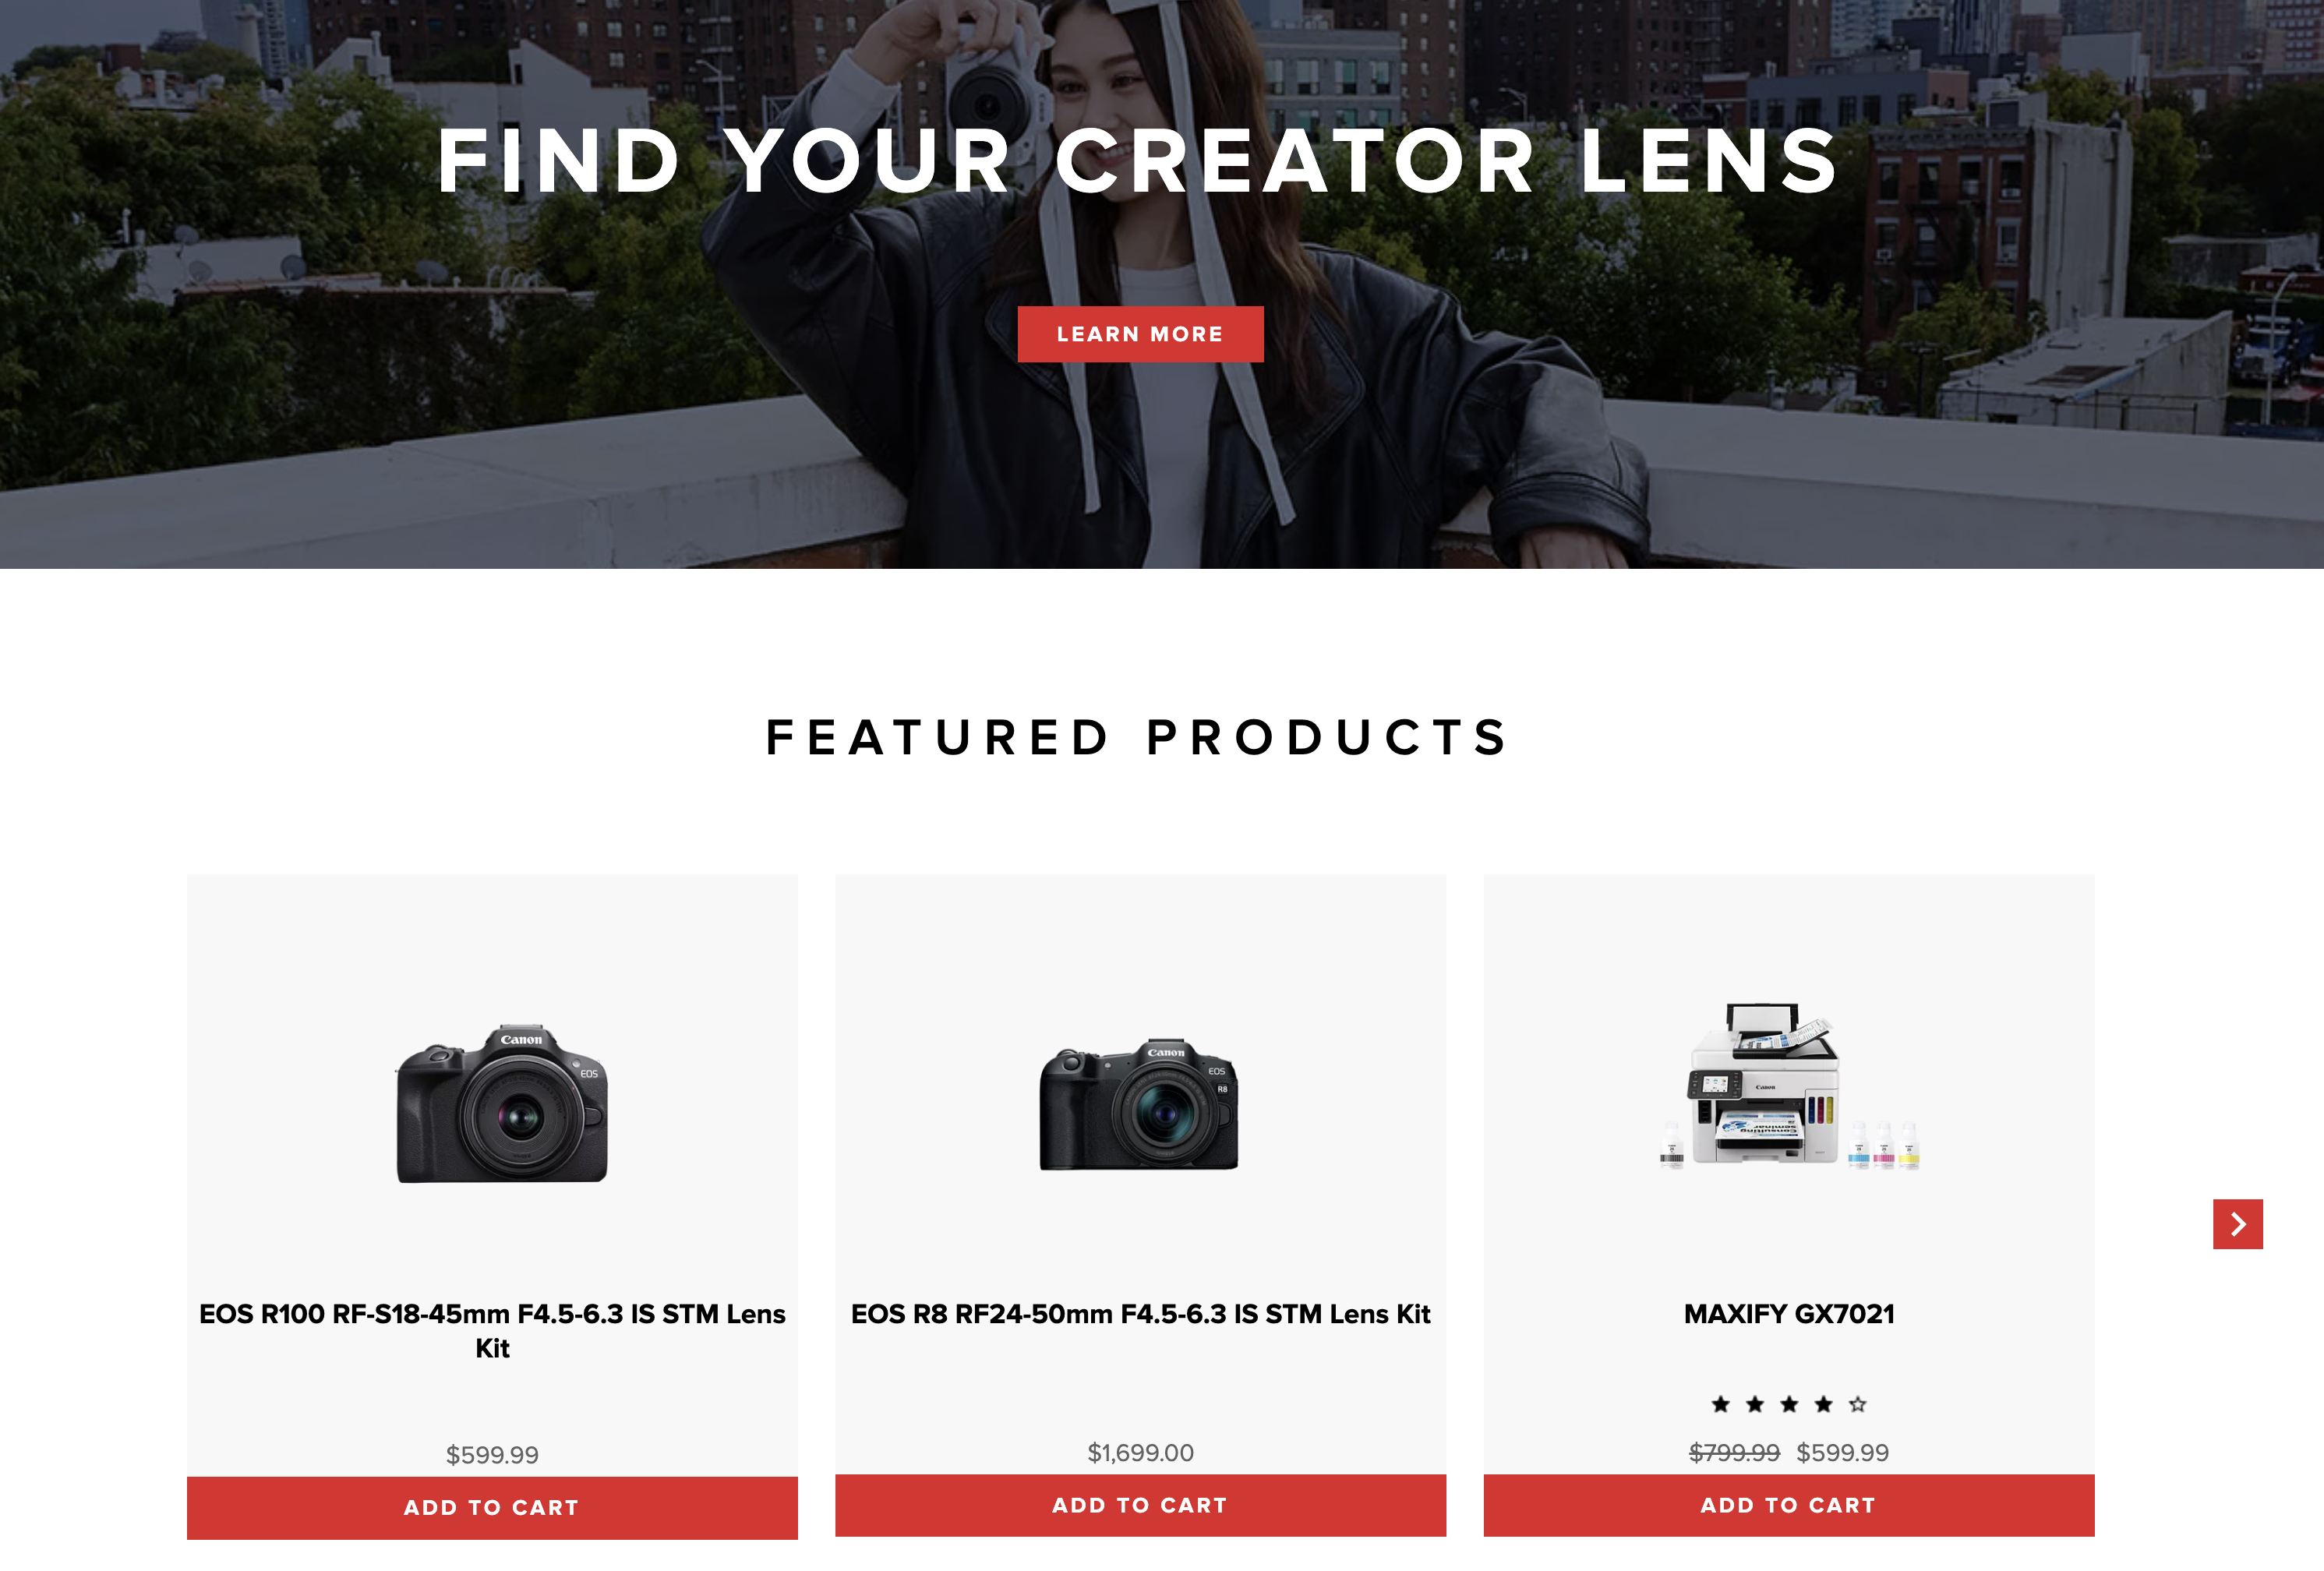 FIND YOUR CREATOR LENS
LEARN MORE
FEATURED PRODUCTS
Canon
EOS
Canon
EOS
R8
Canon
Consulting
seminar
EOS R100 RF-S18-45mm F4.5-6.3 IS STM Lens
Kit
EOS R8 RF24-50mm F4.5-6.3 IS STM Lens Kit
MAXIFY GX7021
$599.99
$1,699.00
$799.99 $599.99
ADD TO CART
ADD TO CART
ADD TO CART